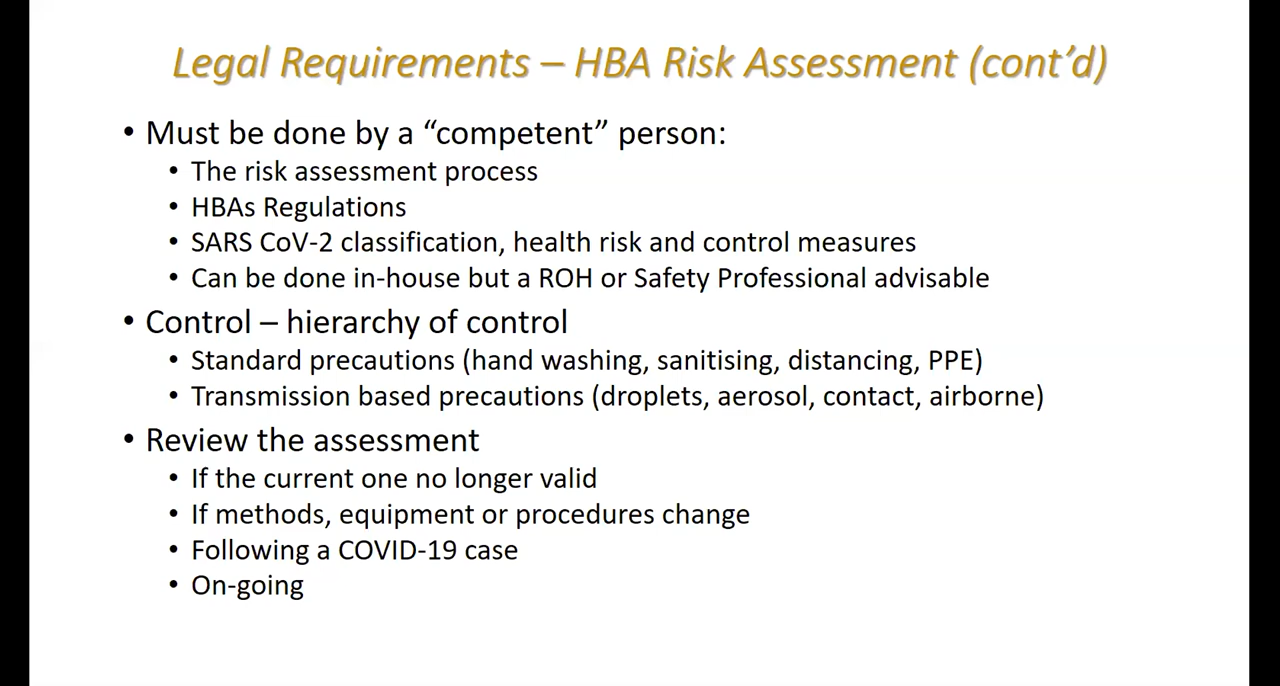 Legal Requirements – HBA Risk Assessment (cont’d)
• Must be done by a “competent” person:
• The risk assessment process
• HBAs Regulations
• SARS CoV-2 classification, health risk and control measures
• Can be done in-house but a ROH or Safety Professional advisable
• Control – hierarchy of control
• Standard precautions (hand washing, sanitising, distancing, PPE)
• Transmission based precautions (droplets, aerosol, contact, airborne)
• Review the assessment
• If the current one no longer valid
• If methods, equipment or procedures change
• Following a COVID-19 case
• On-going